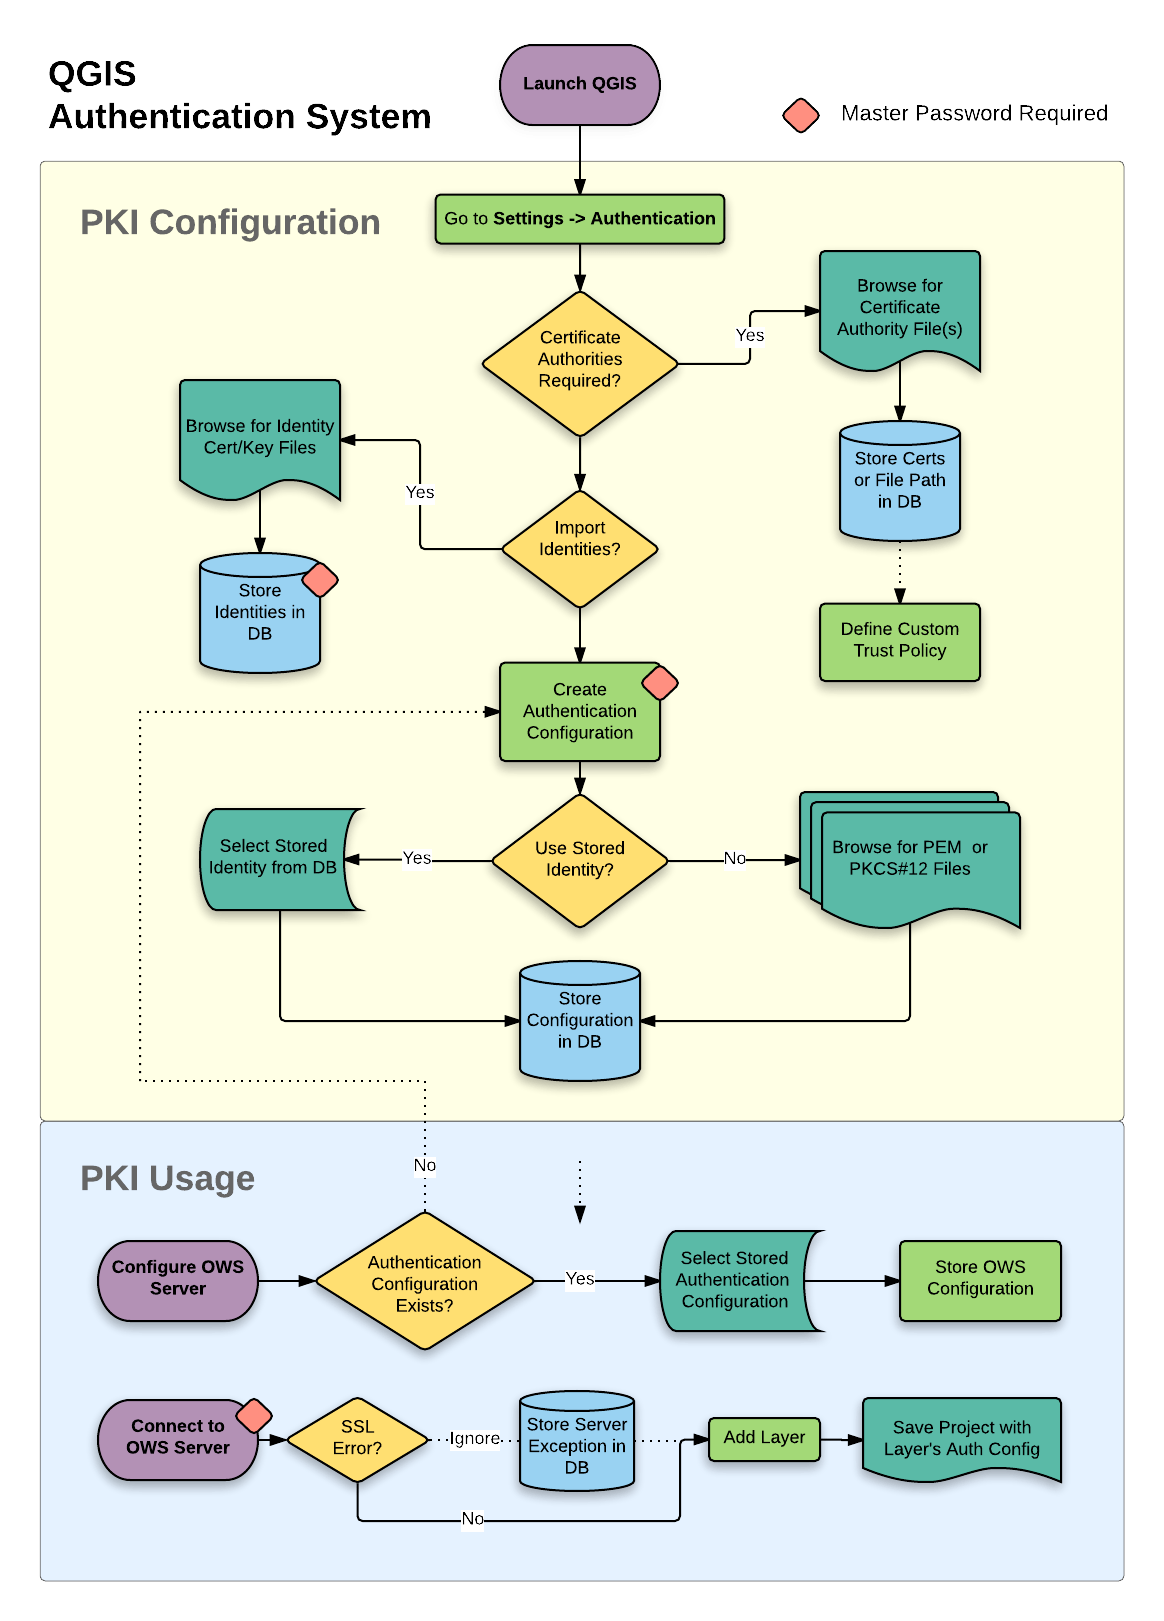 QGIS
Authentication System
Launch QGIS
Master Password Required
PKI Configuration
Go to Settings -> Authentication
Certificate
Authorities
Required?
Yes
Browse for
Certificate
Authority File(s)
Store Certs
or File Path
in DB
Define Custom
Trust Policy
Import
Identities?
Yes
Browse for Identity
Cert/Key Files
Store
Identities in
DB
Create
Authentication
Configuration
Use Stored
Identity?
Yes
Select Stored
Identity from DB
No
Browse for PEM or
PKCS#12 Files
Store
Configuration
in DB
PKI Usage
No
Configure OWS
Server
Authentication
Configuration
Exists?
Yes
Select Stored
Authentication
Configuration
Store OWS
Configuration
Connect to
OWS Server
SSL
Error?
Ignore
Store Server
Exception in
DB
Add Layer
Save Project with
Layer's Auth Config
No